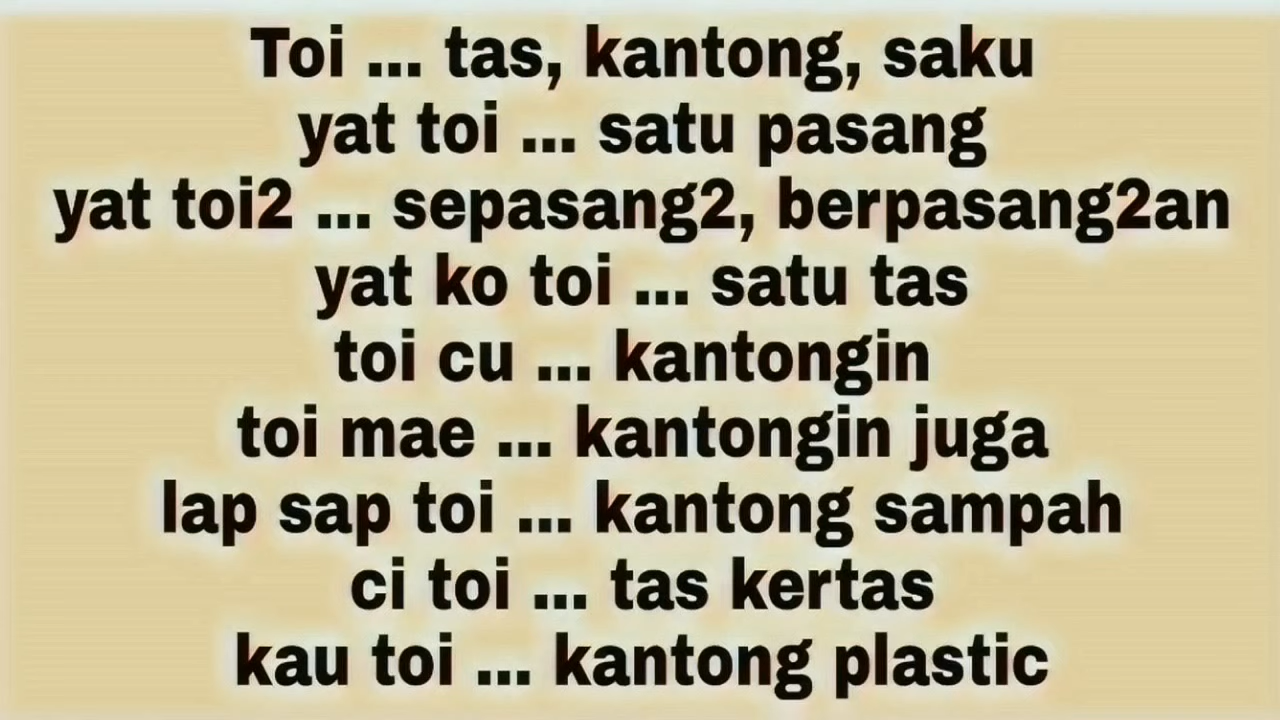 Toi ... tas, kantong, saku
yat toi ... satu pasang
yat toi2 ... sepasang2, berpasang2an
yat ko toi ... satu tas
toi cu ... kantongin
toi mae ... kantongin juga
lap sap toi ... kantong sampah
ci toi ... tas kertas
kau toi ... kantong plastic